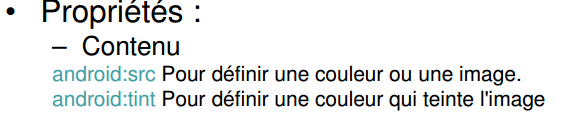 • Propriétés :
– Contenu
android:src Pour définir une couleur ou une image.
android:tint Pour définir une couleur qui teinte l'image